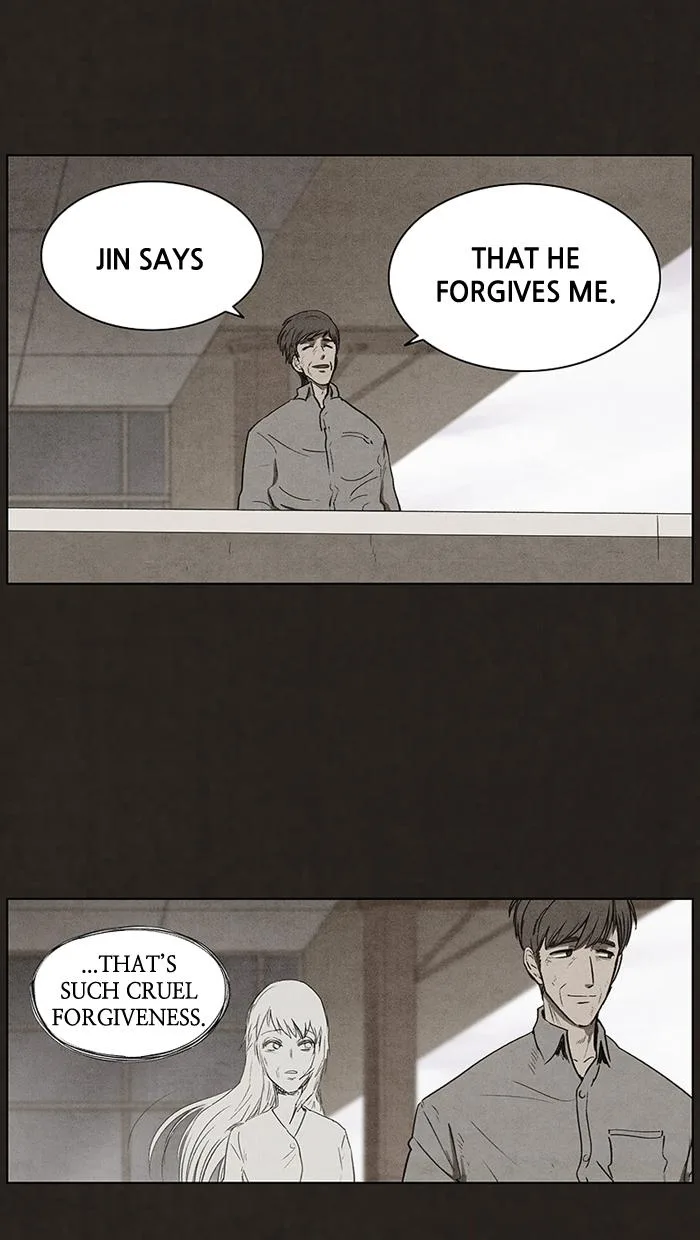 JIN SAYS
THAT HE
FORGIVES ME.
...THAT'S
SUCH CRUEL
FORGIVENESS.